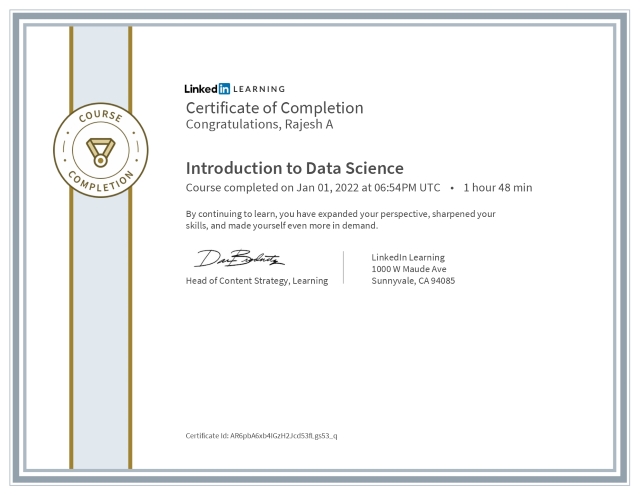 COURSE
COMPLETION
Linked in LEARNING
Certificate of Completion
Congratulations, Rajesh A
Introduction to Data Science
Course completed on Jan 01, 2022 at 06:54PM UTC • 1 hour 48 min
By continuing to learn, you have expanded your perspective, sharpened your
skills, and made yourself even more in demand.
Head of Content Strategy, Learning
LinkedIn Learning
1000 W Maude Ave
Sunnyvale, CA 94085
Certificate Id: